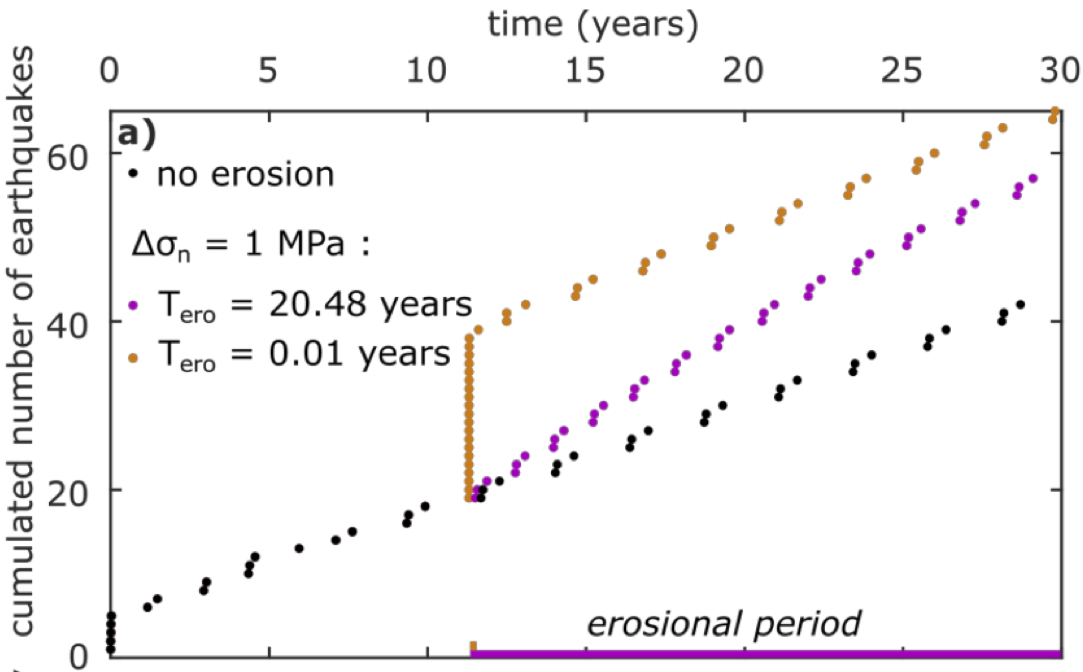 time (years)
0 5 10 15 20 25 30
cumulated number of earthquakes
60
40
20
0
a)
no erosion
Δσn = 1 MPa :
Tero = 20.48 years
Tero = 0.01 years
erosional period